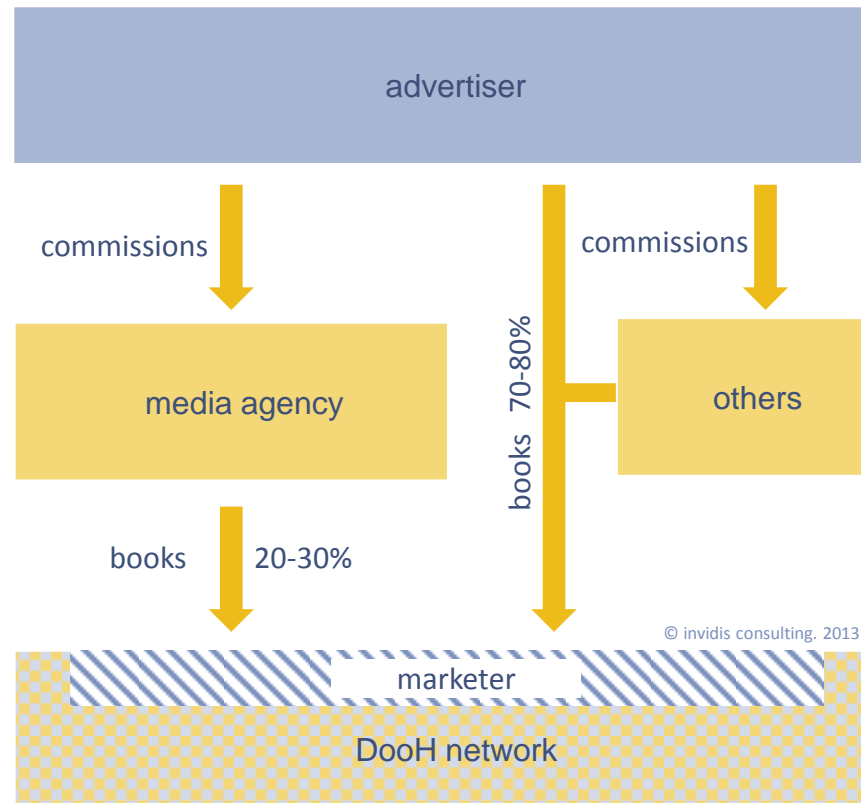 advertiser
commissions
commissions
media agency
others
books 70-80%
books 20-30%
© invidis consulting. 2013
marketer
DooH network